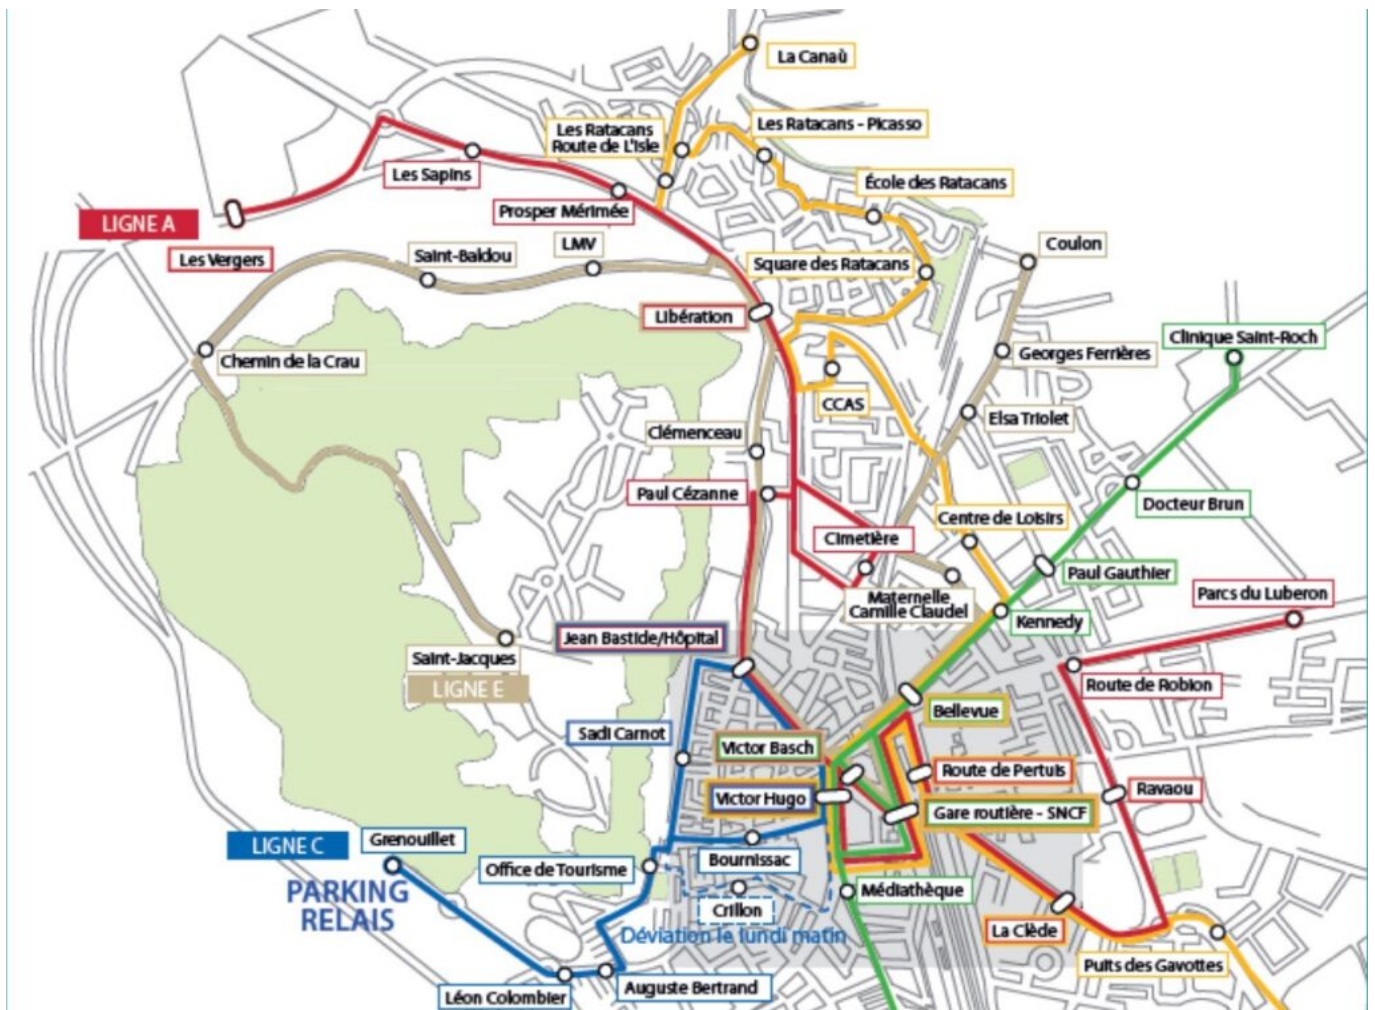 La Canaù
Les Ratacans
Route de L'Isle
Les Ratacans - Picasso
Les Sapins
École des Ratacans
Prosper Mérimée
LIGNE A
Les Vergers
Saint-Baldou
LMV
Square des Ratacans
Coulon
Libération
Chemin de la Crau
Georges Ferrières
Clinique Saint-Roch
CCAS
Elsa Triolet
Clémenceau
Paul Cézanne
Docteur Brun
Centre de Loisirs
Cimetière
Paul Gauthier
Maternelle
Camille Claudel
Parcs du Luberon
Kennedy
Jean Bastide/Hôpital
Saint-Jacques
LIGNE E
Route de Robion
Bellevue
Sadi Carnot
Victor Basch
Route de Pertuis
Ravaou
Victor Hugo
Gare routière - SNCF
LIGNE C
Grenouillet
PARKING
RELAIS
Office de Tourisme
Bournissac
Médiathèque
Crillon
Déviation le lundi matin
La Clède
Puits des Gavottes
Léon Colombier
Auguste Bertrand